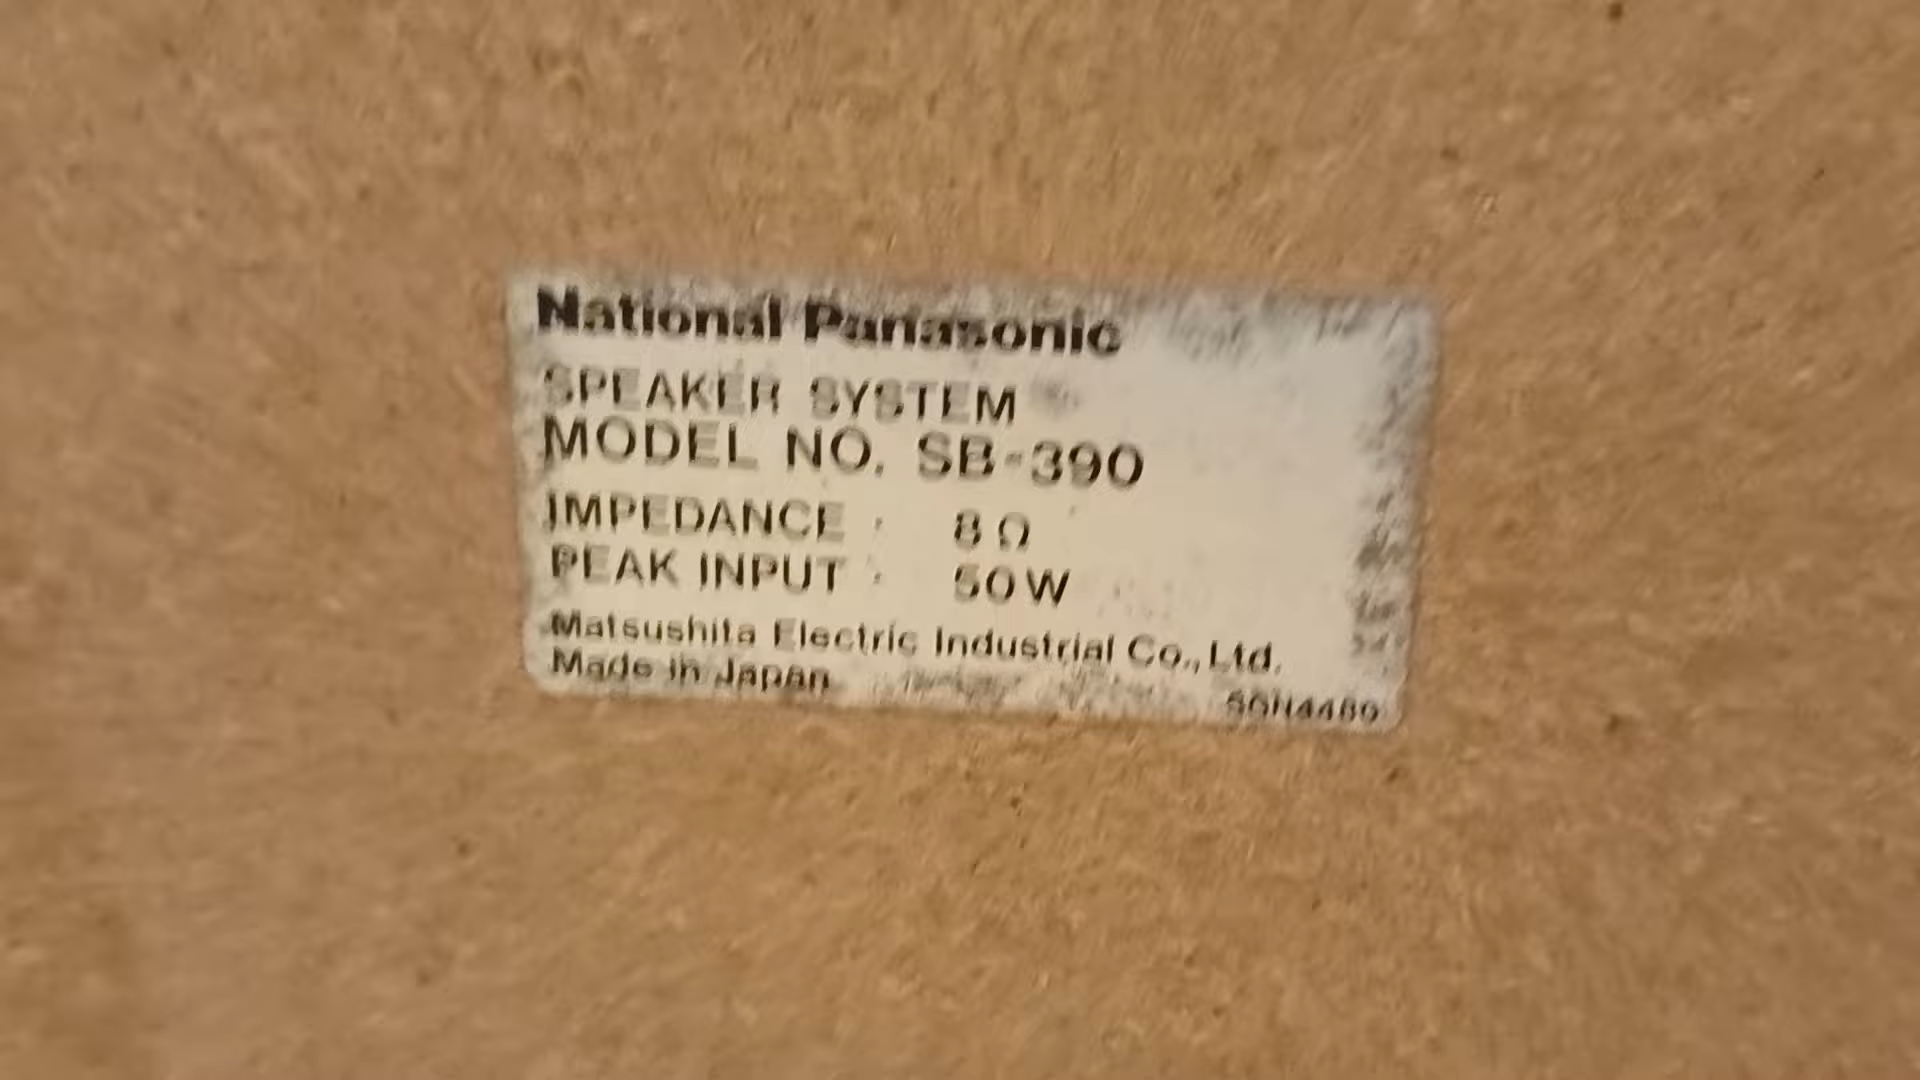 National Panasonic
SPEAKER SYSTEM
MODEL NO. SB-390
IMPEDANCE : 8 Ω
PEAK INPUT : 50W
Matsushita Electric Industrial Co., Ltd.
Made in Japan